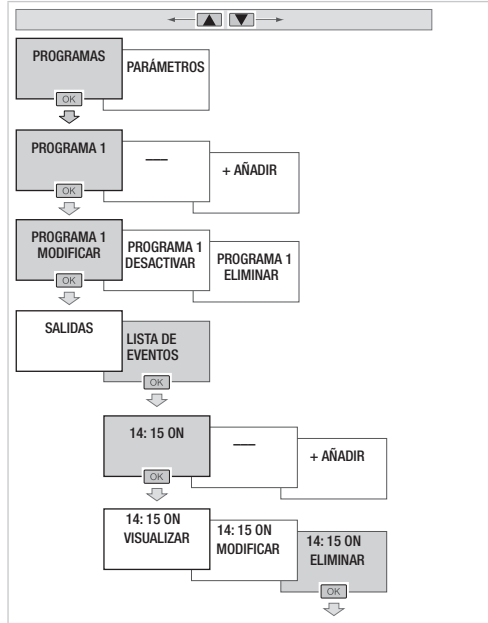 PROGRAMAS
PARÁMETROS
OK
PROGRAMA 1
—
+ AÑADIR
OK
PROGRAMA 1
MODIFICAR
PROGRAMA 1
DESACTIVAR
PROGRAMA 1
ELIMINAR
OK
SALIDAS
LISTA DE
EVENTOS
OK
14: 15 ON
—
+ AÑADIR
OK
14: 15 ON
VISUALIZAR
14: 15 ON
MODIFICAR
14: 15 ON
ELIMINAR
OK